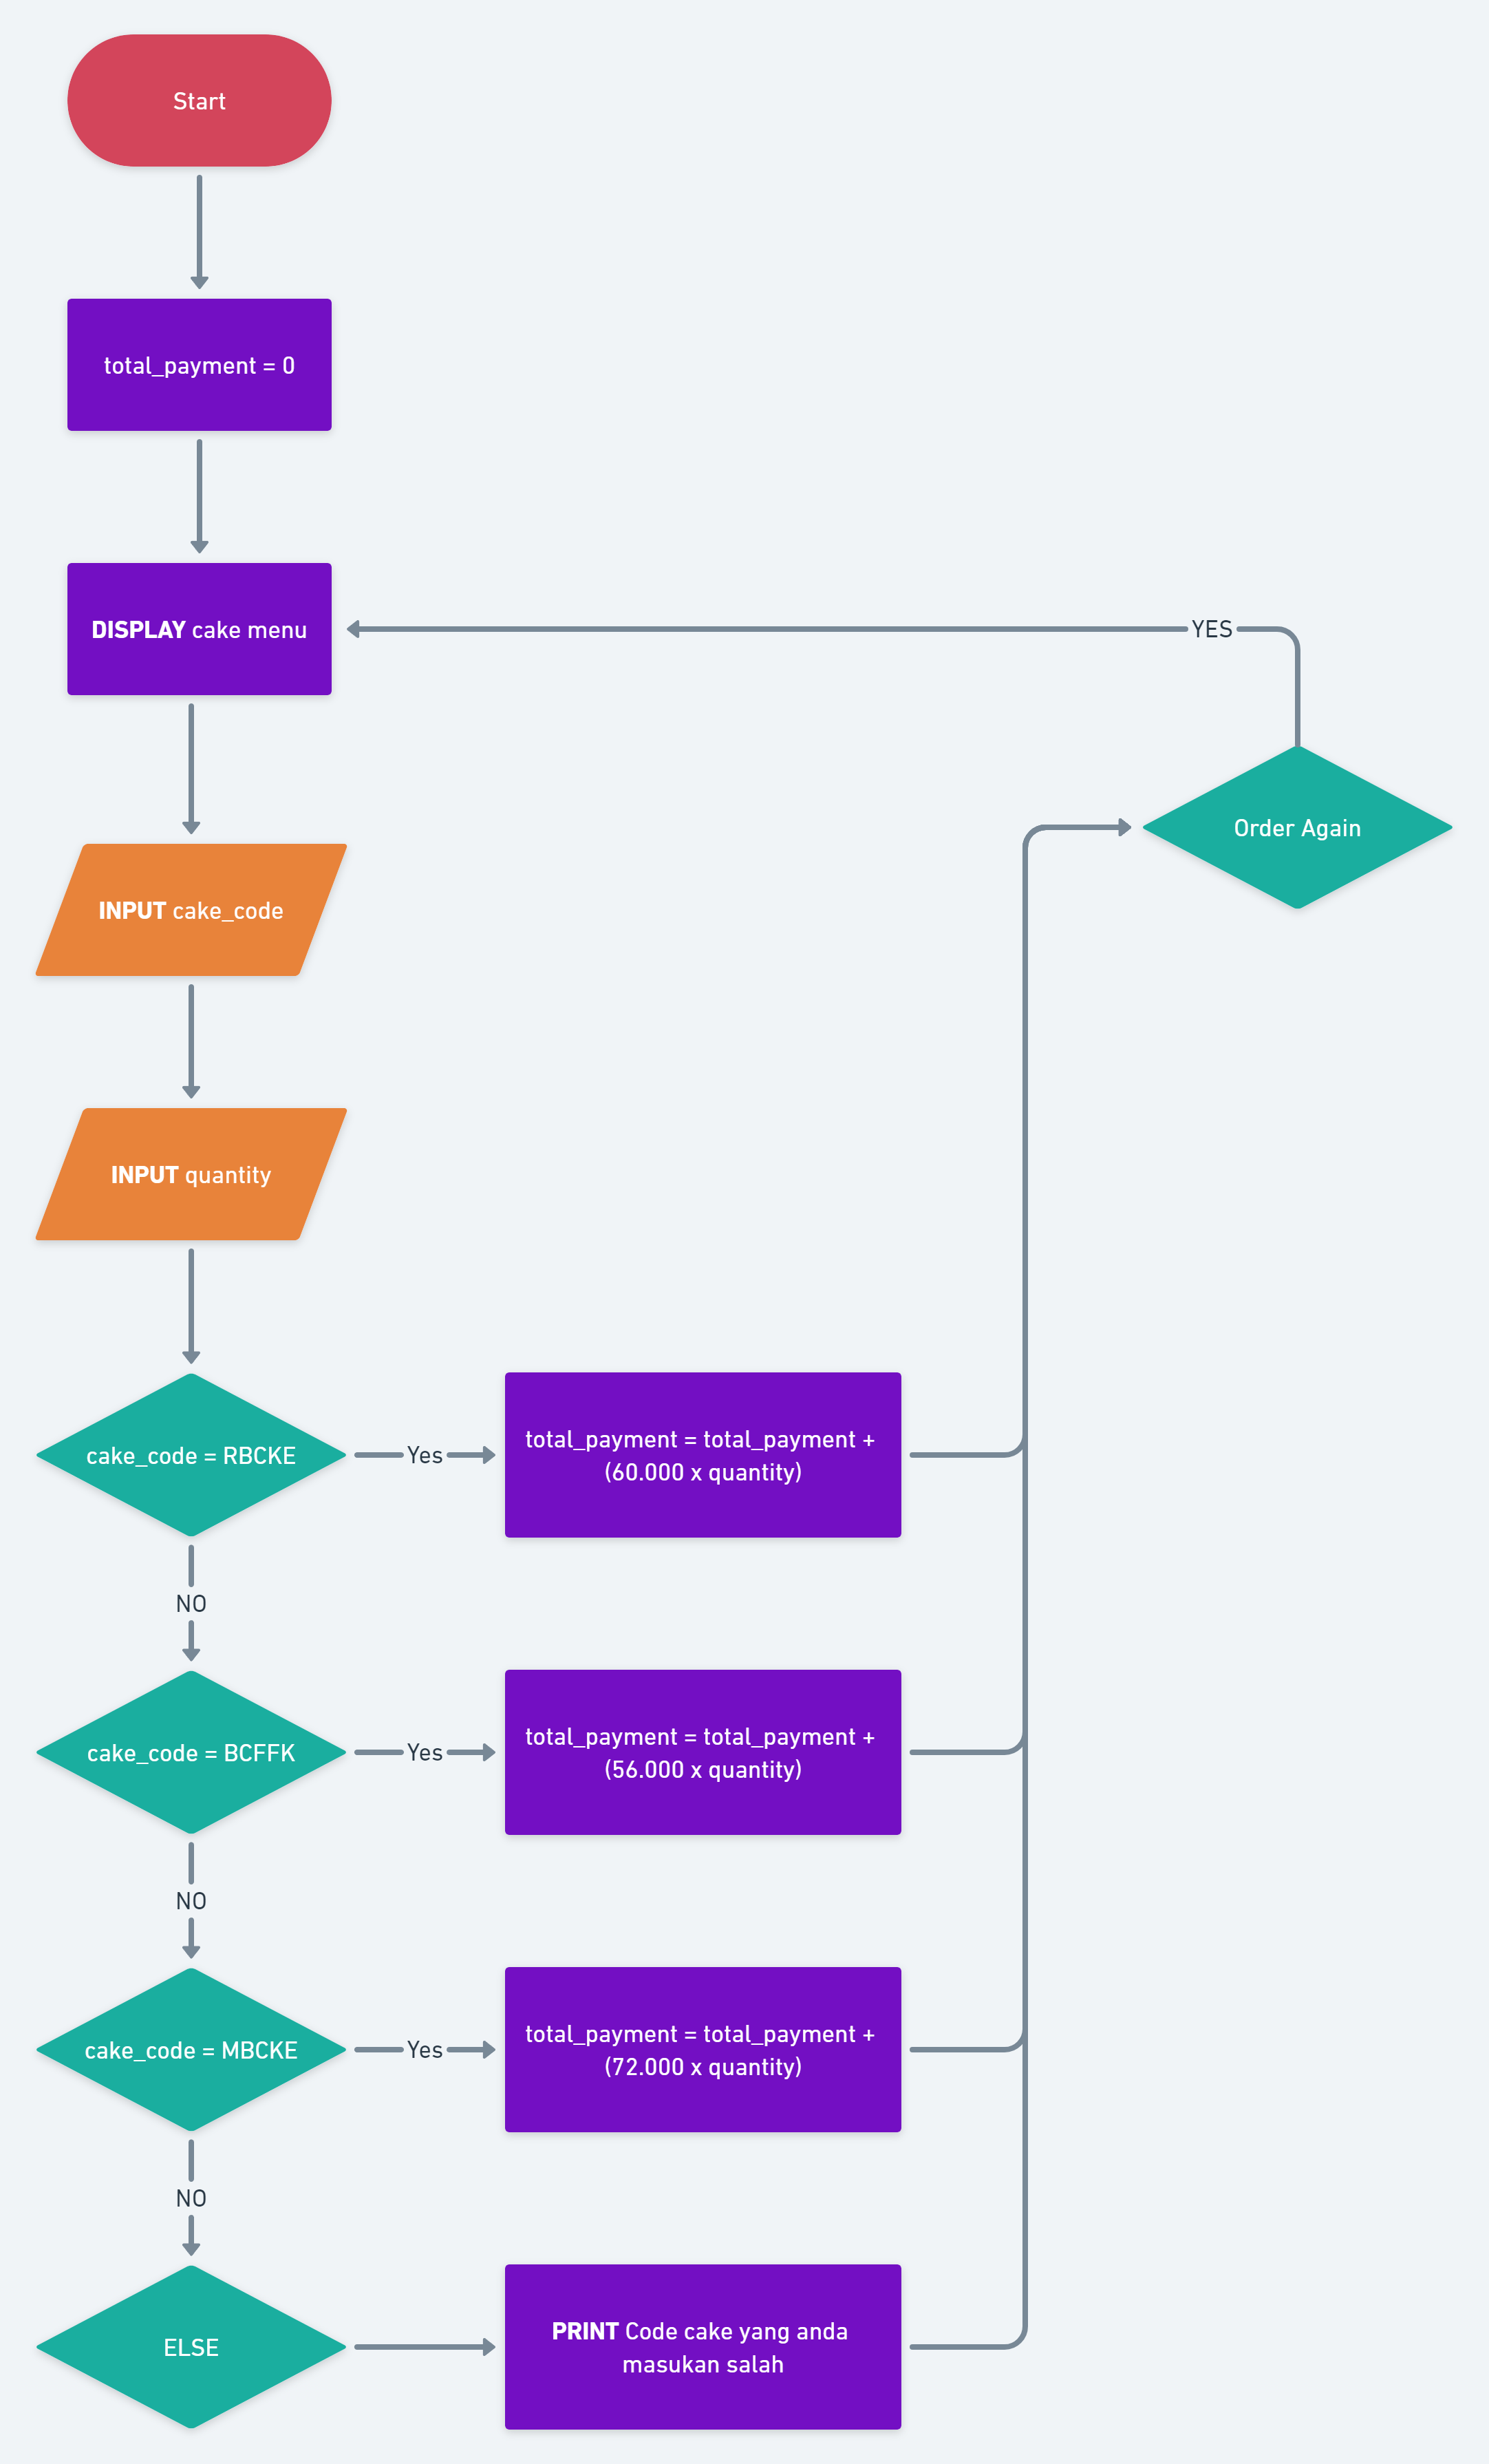 Start
total_payment = 0
DISPLAY cake menu
YES
Order Again
INPUT cake_code
INPUT quantity
cake_code = RBCKE
Yes
total_payment = total_payment +
(60.000 x quantity)
NO
cake_code = BCFFK
Yes
total_payment = total_payment +
(56.000 x quantity)
NO
cake_code = MBCKE
Yes
total_payment = total_payment +
(72.000 x quantity)
NO
ELSE
PRINT Code cake yang anda
masukan salah